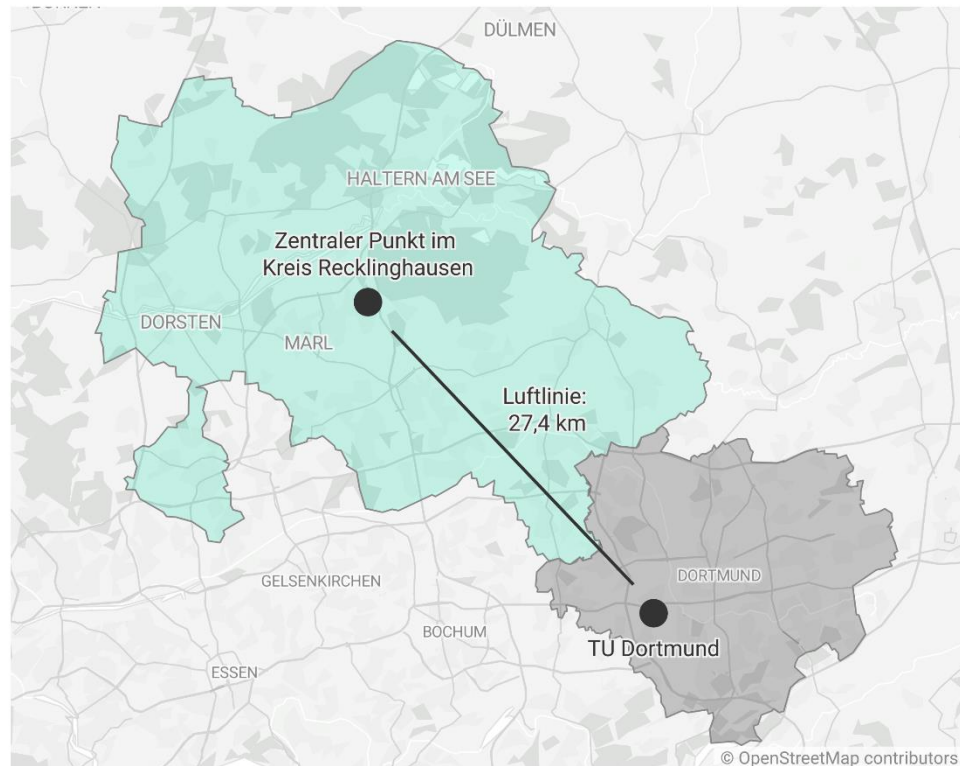 DÜLMEN
HALTERN AM SEE
Zentraler Punkt im
Kreis Recklinghausen
DORSTEN
MARL
Luftlinie:
27,4 km
GELSENKIRCHEN
DORTMUND
BOCHUM
TU Dortmund
ESSEN
© OpenStreetMap contributors